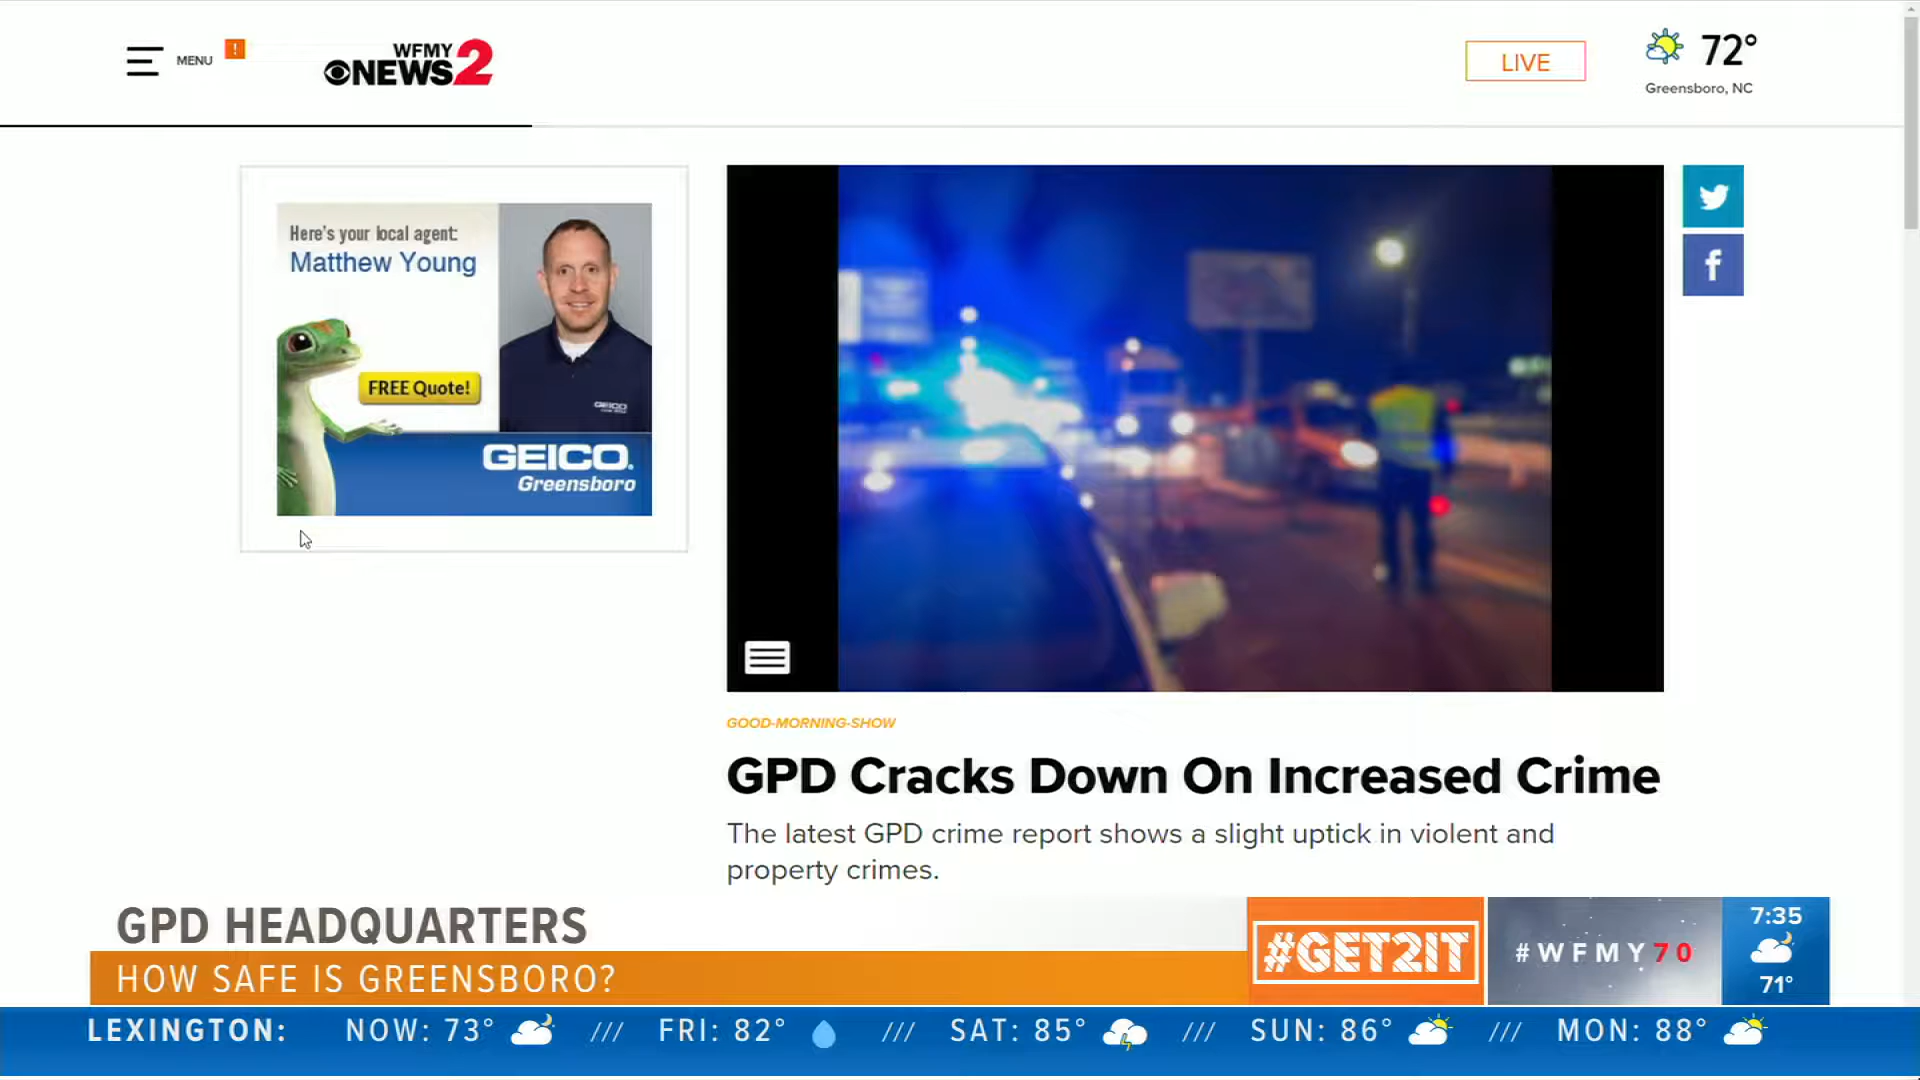 MENU
!
WFMY
NEWS 2
LIVE
72°
Greensboro, NC
Here's your local agent:
Matthew Young
FREE Quote!
GEICO
GEICO.
Greensboro
f
GOOD-MORNING-SHOW
GPD Cracks Down On Increased Crime
The latest GPD crime report shows a slight uptick in violent and
property crimes.
GPD HEADQUARTERS
HOW SAFE IS GREENSBORO?
#GET2IT
#WFMY70
7:35
71°
LEXINGTON: NOW: 73° /// FRI: 82° /// SAT: 85° /// SUN: 86° /// MON: 88°